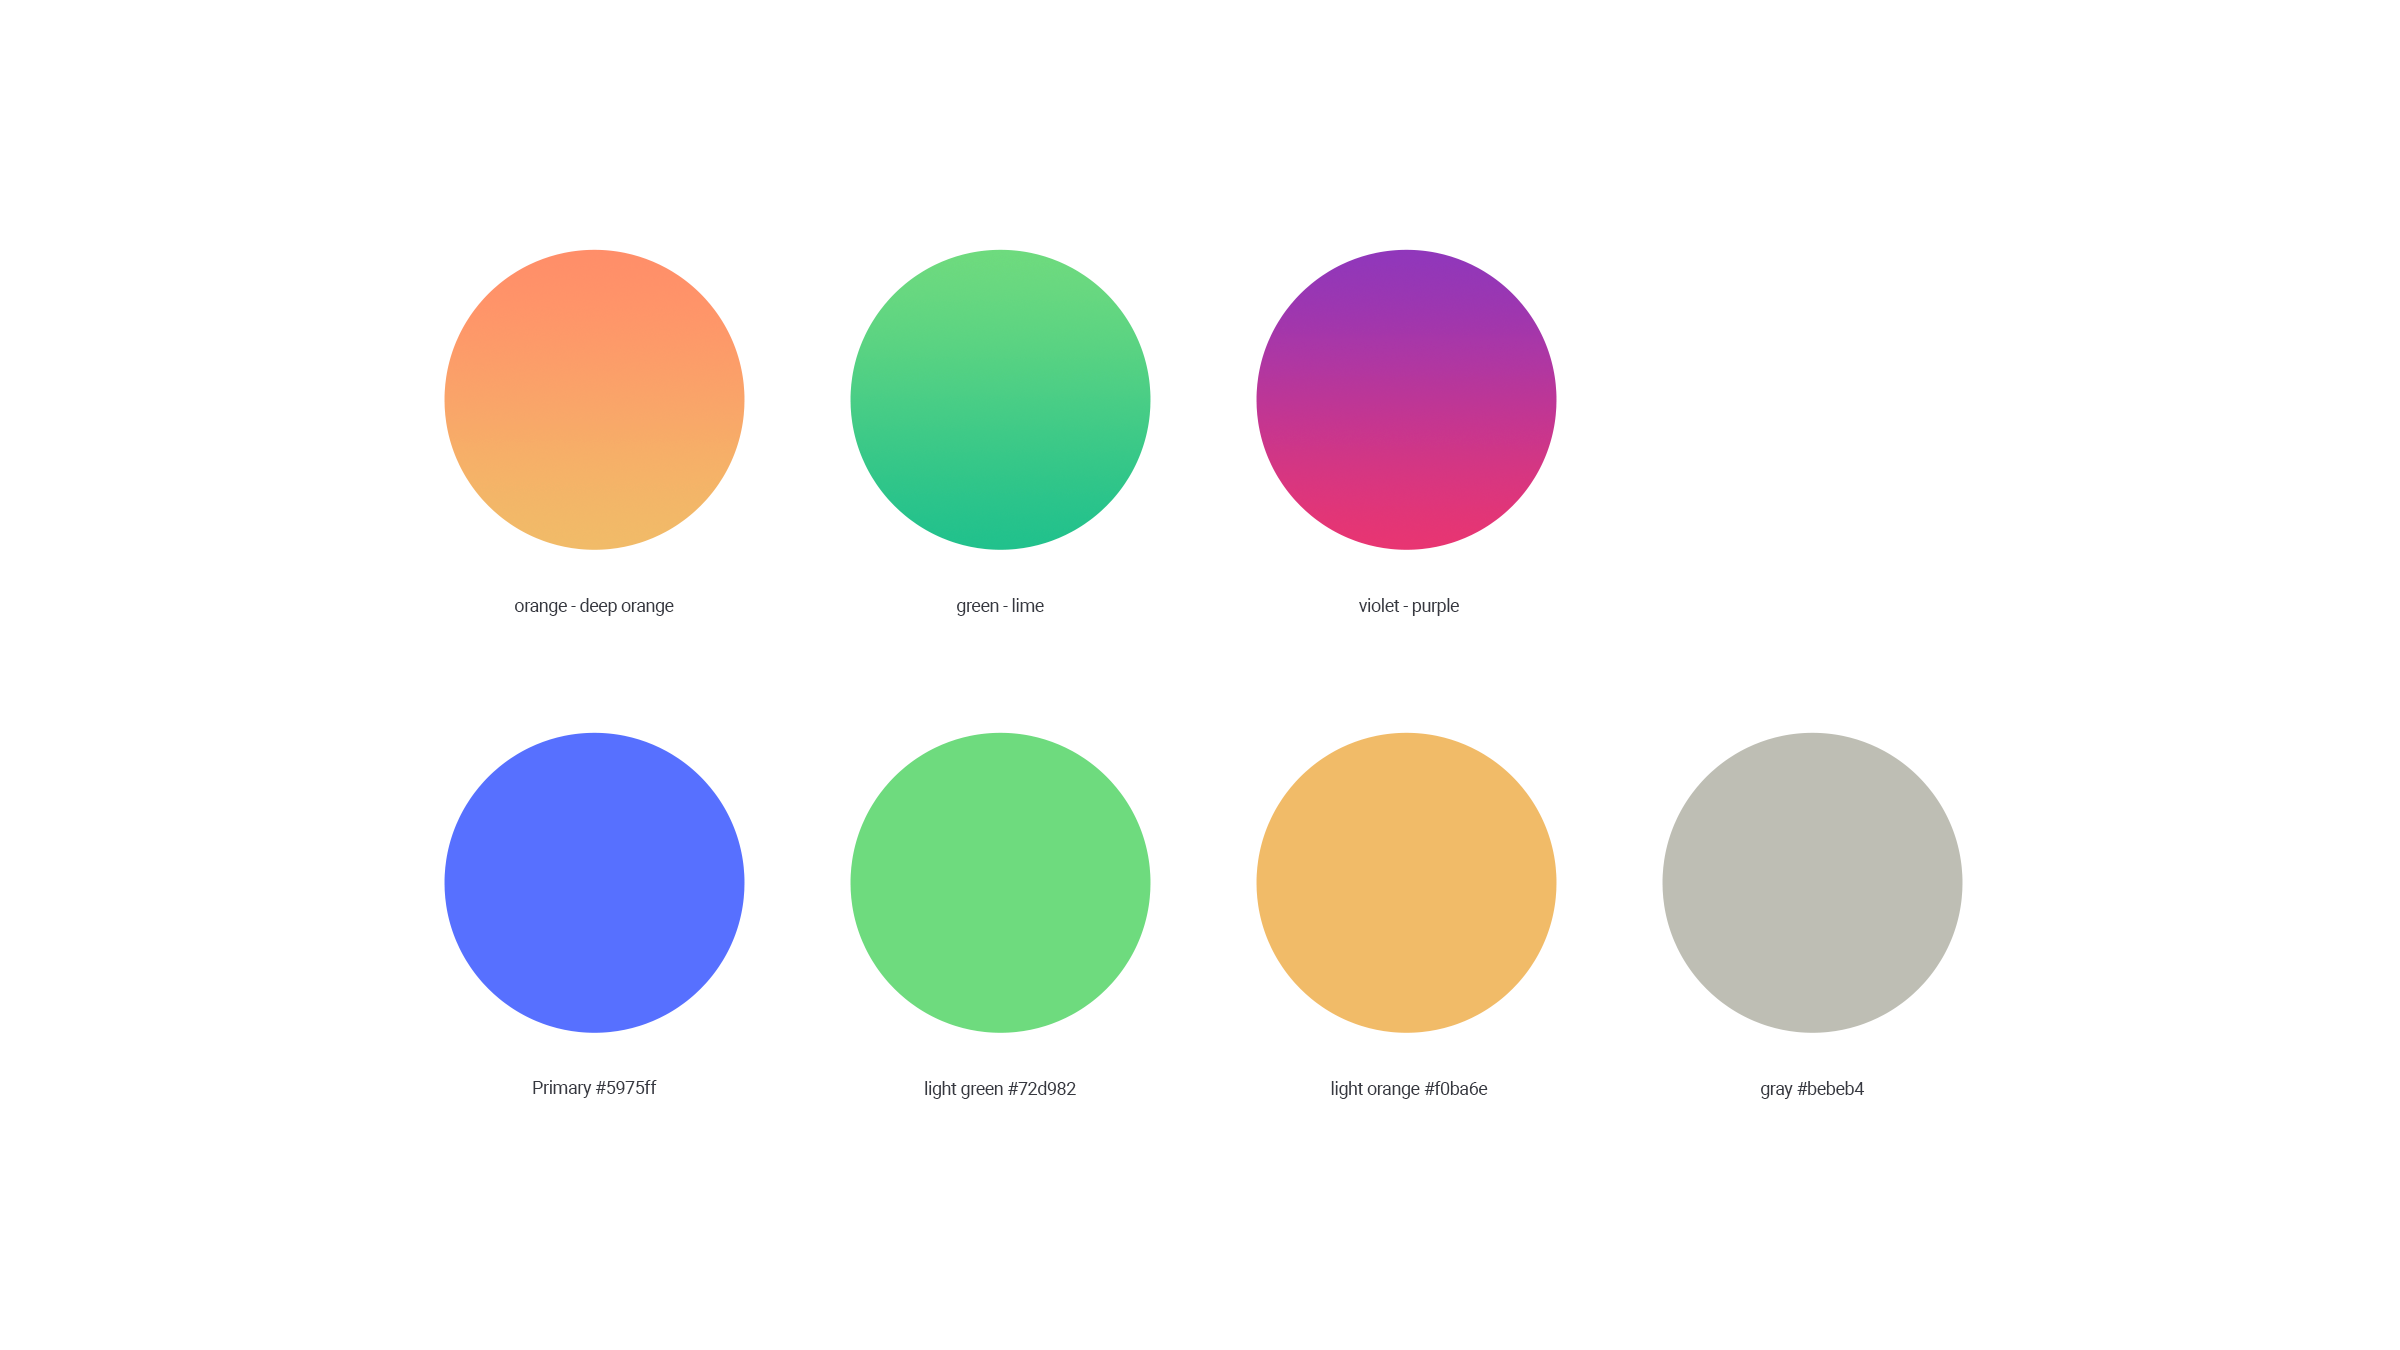 orange - deep orange
green - lime
violet - purple
Primary #5975ff
light green #72d982
light orange #f0ba6e
gray #bebeb4